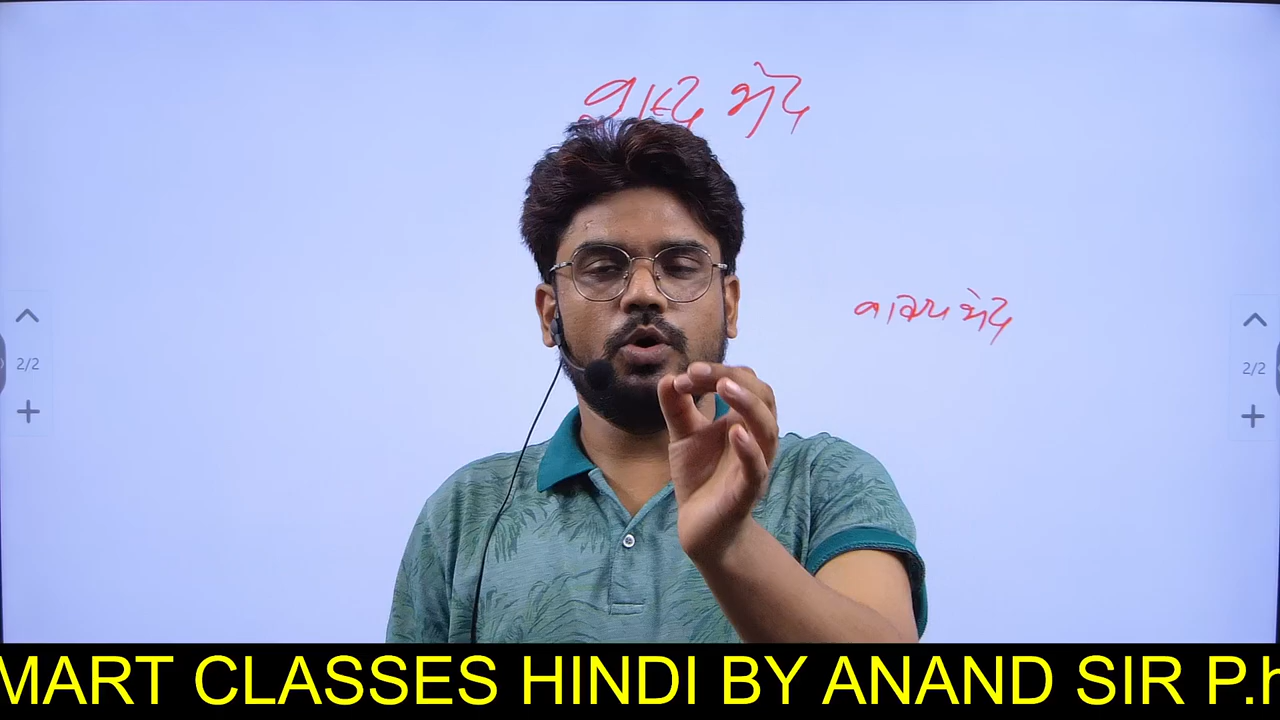 शब्द भेद
वाक्य भेद
2/2
2/2
MART CLASSES HINDI BY ANAND SIR P.h